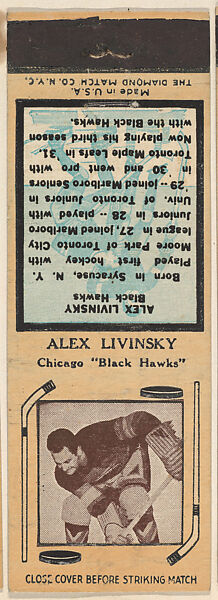 Made in U.S.A.
THE DIAMOND MATCH CO. N.Y.C.
ALEX LIVINSKY
Black Hawks
Born in Syracuse, N. Y.
Played first hockey with
Moore Park of Toronto City
league in 27, joined Marlboro
Juniors in '28 -- played with
Univ. of Toronto Juniors in
'29 -- joined Marlboro Seniors
in '30 and went pro with
Toronto Maple Leafs in '31.
Now playing his third season
with the Black Hawks.
ALEX LIVINSKY
Chicago "Black Hawks"
CLOSE COVER BEFORE STRIKING MATCH